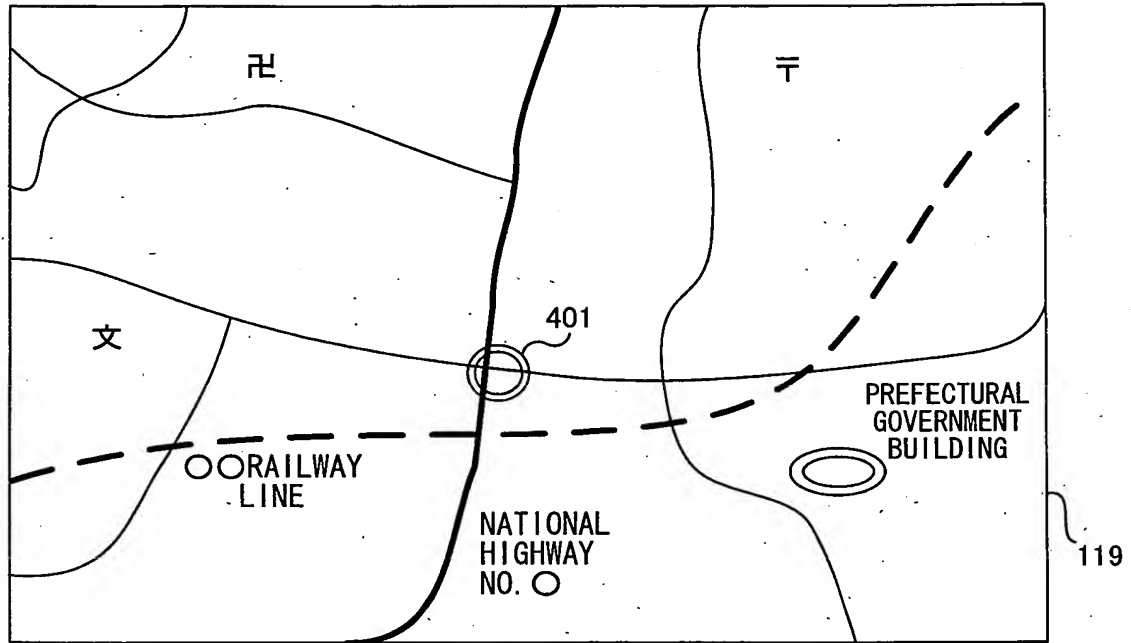 卍
〒
401
文
PREFECTURAL
GOVERNMENT
BUILDING
○○RAILWAY
LINE
NATIONAL
HIGHWAY
NO. ○
119